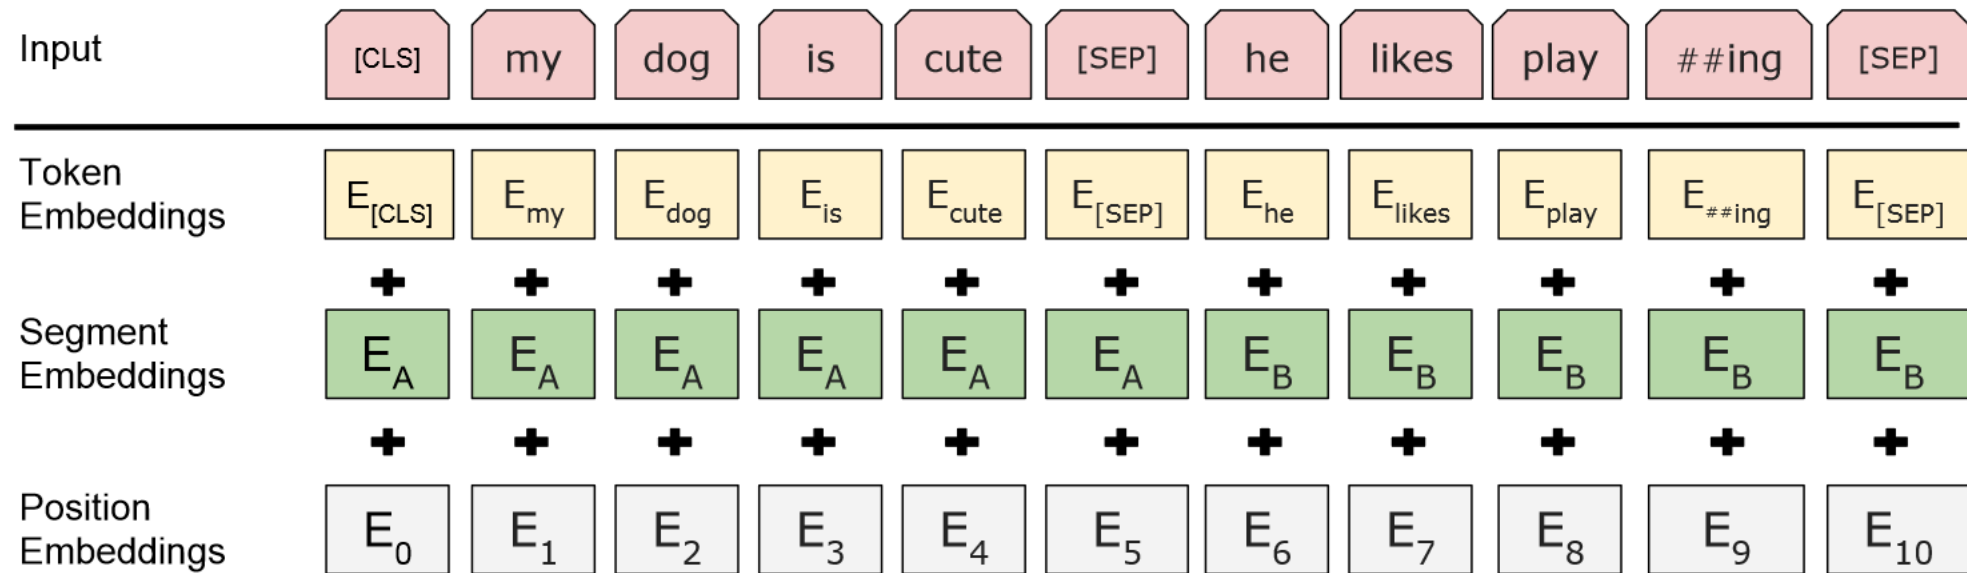 Input [CLS] my dog is cute [SEP] he likes play ##ing [SEP]
Token
Embeddings E[CLS] Emy Edog Eis Ecute E[SEP] Ehe Elikes Eplay E##ing E[SEP]
+ + + + + + + + + + +
Segment
Embeddings EA EA EA EA EA EA EB EB EB EB EB
+ + + + + + + + + + +
Position
Embeddings E0 E1 E2 E3 E4 E5 E6 E7 E8 E9 E10